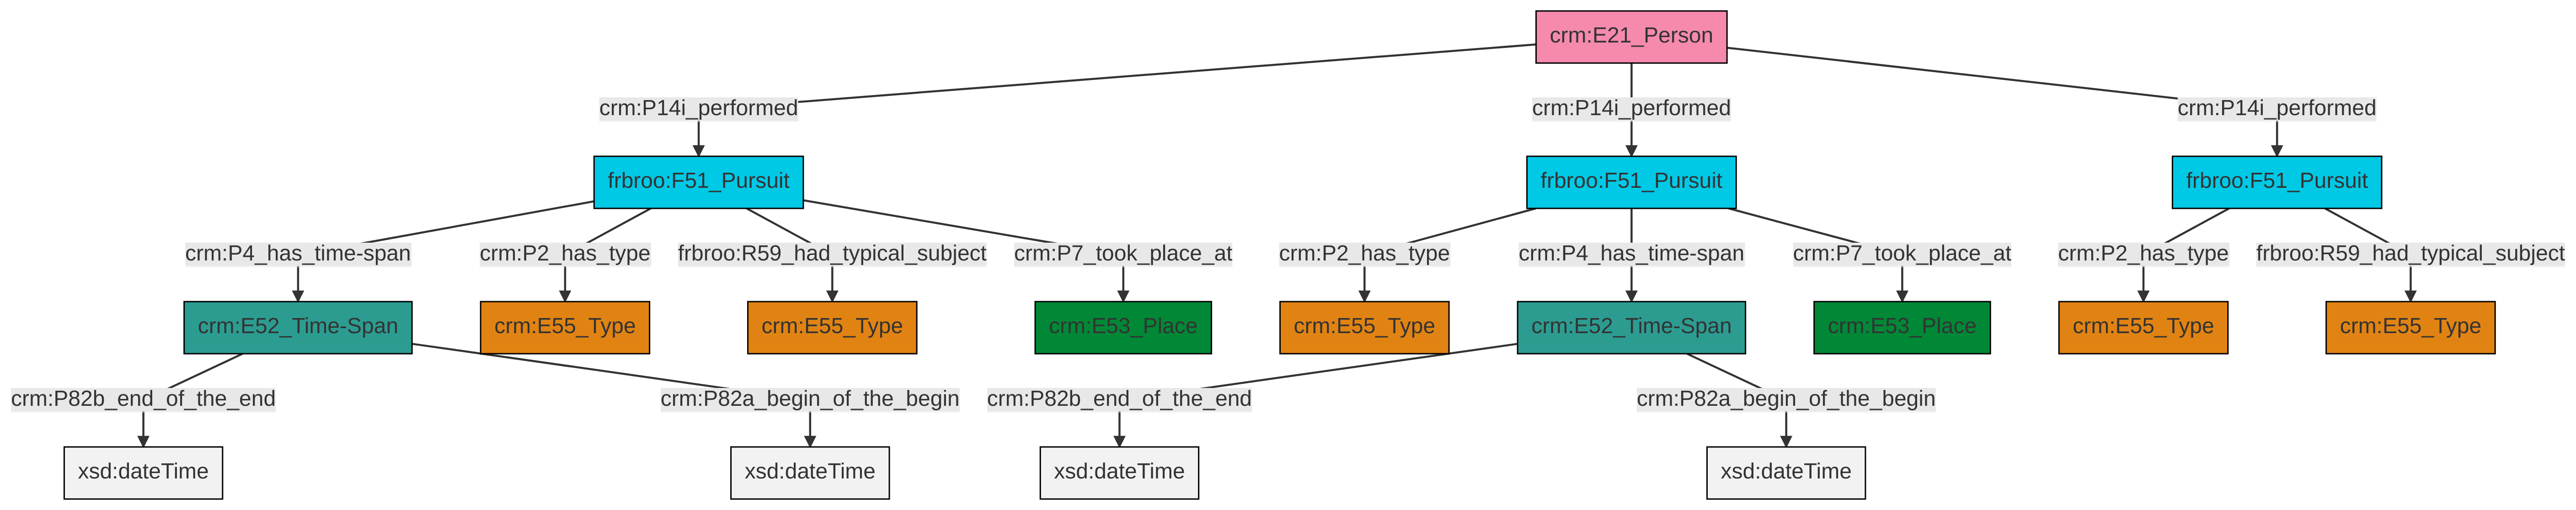 crm:E21_Person
crm:P14i_performed
crm:P14i_performed
crm:P14i_performed
frbroo:F51_Pursuit
frbroo:F51_Pursuit
frbroo:F51_Pursuit
crm:P4_has_time-span
crm:P2_has_type
frbroo:R59_had_typical_subject
crm:P7_took_place_at
crm:P2_has_type
crm:P4_has_time-span
crm:P7_took_place_at
crm:P2_has_type
frbroo:R59_had_typical_subject
crm:E52_Time-Span
crm:E55_Type
crm:E55_Type
crm:E53_Place
crm:E55_Type
crm:E52_Time-Span
crm:E53_Place
crm:E55_Type
crm:E55_Type
crm:P82b_end_of_the_end
crm:P82a_begin_of_the_begin
crm:P82b_end_of_the_end
crm:P82a_begin_of_the_begin
xsd:dateTime
xsd:dateTime
xsd:dateTime
xsd:dateTime